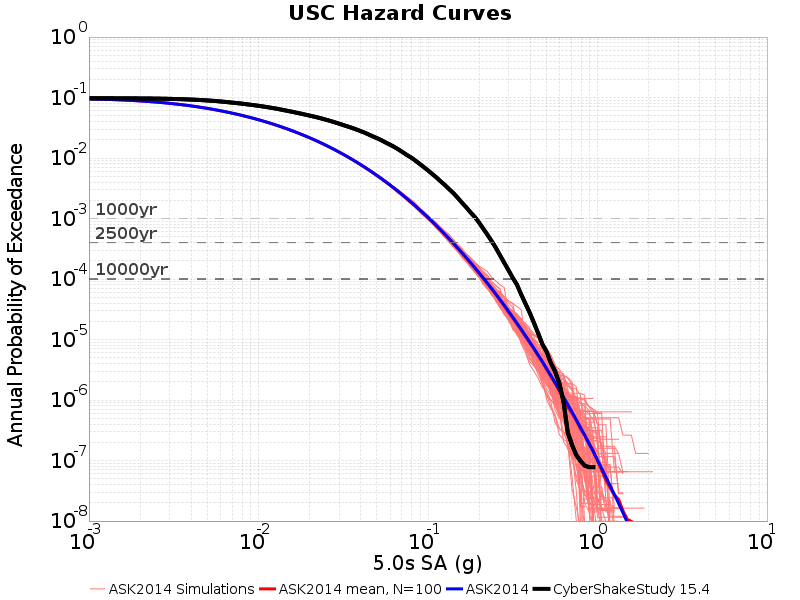 USC Hazard Curves
Annual Probability of Exceedance
10^0
10^-1
10^-2
10^-3
10^-4
10^-5
10^-6
10^-7
10^-8
1000yr
2500yr
10000yr
10^-3 10^-2 10^-1 10^0 10^1
5.0s SA (g)
ASK2014 Simulations ASK2014 mean, N=100 ASK2014 CyberShakeStudy 15.4